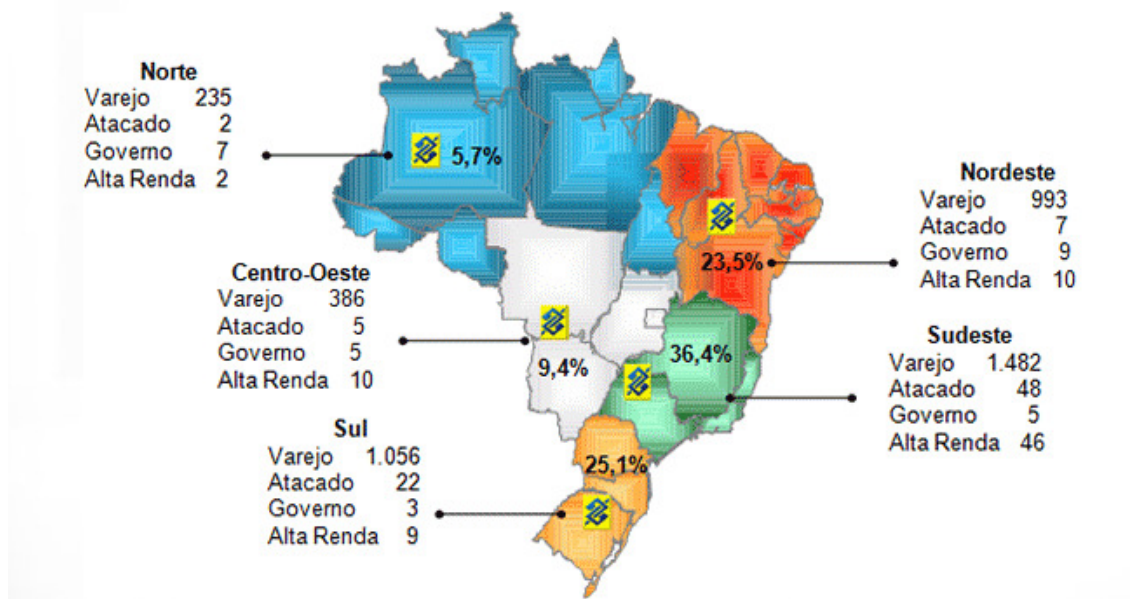 Norte
Varejo 235
Atacado 2
Governo 7
Alta Renda 2
5,7%
Nordeste
Varejo 993
Atacado 7
Governo 9
Alta Renda 10
23,5%
Centro-Oeste
Varejo 386
Atacado 5
Governo 5
Alta Renda 10
9,4%
Sudeste
Varejo 1.482
Atacado 48
Governo 5
Alta Renda 46
36,4%
Sul
Varejo 1.056
Atacado 22
Governo 3
Alta Renda 9
25,1%